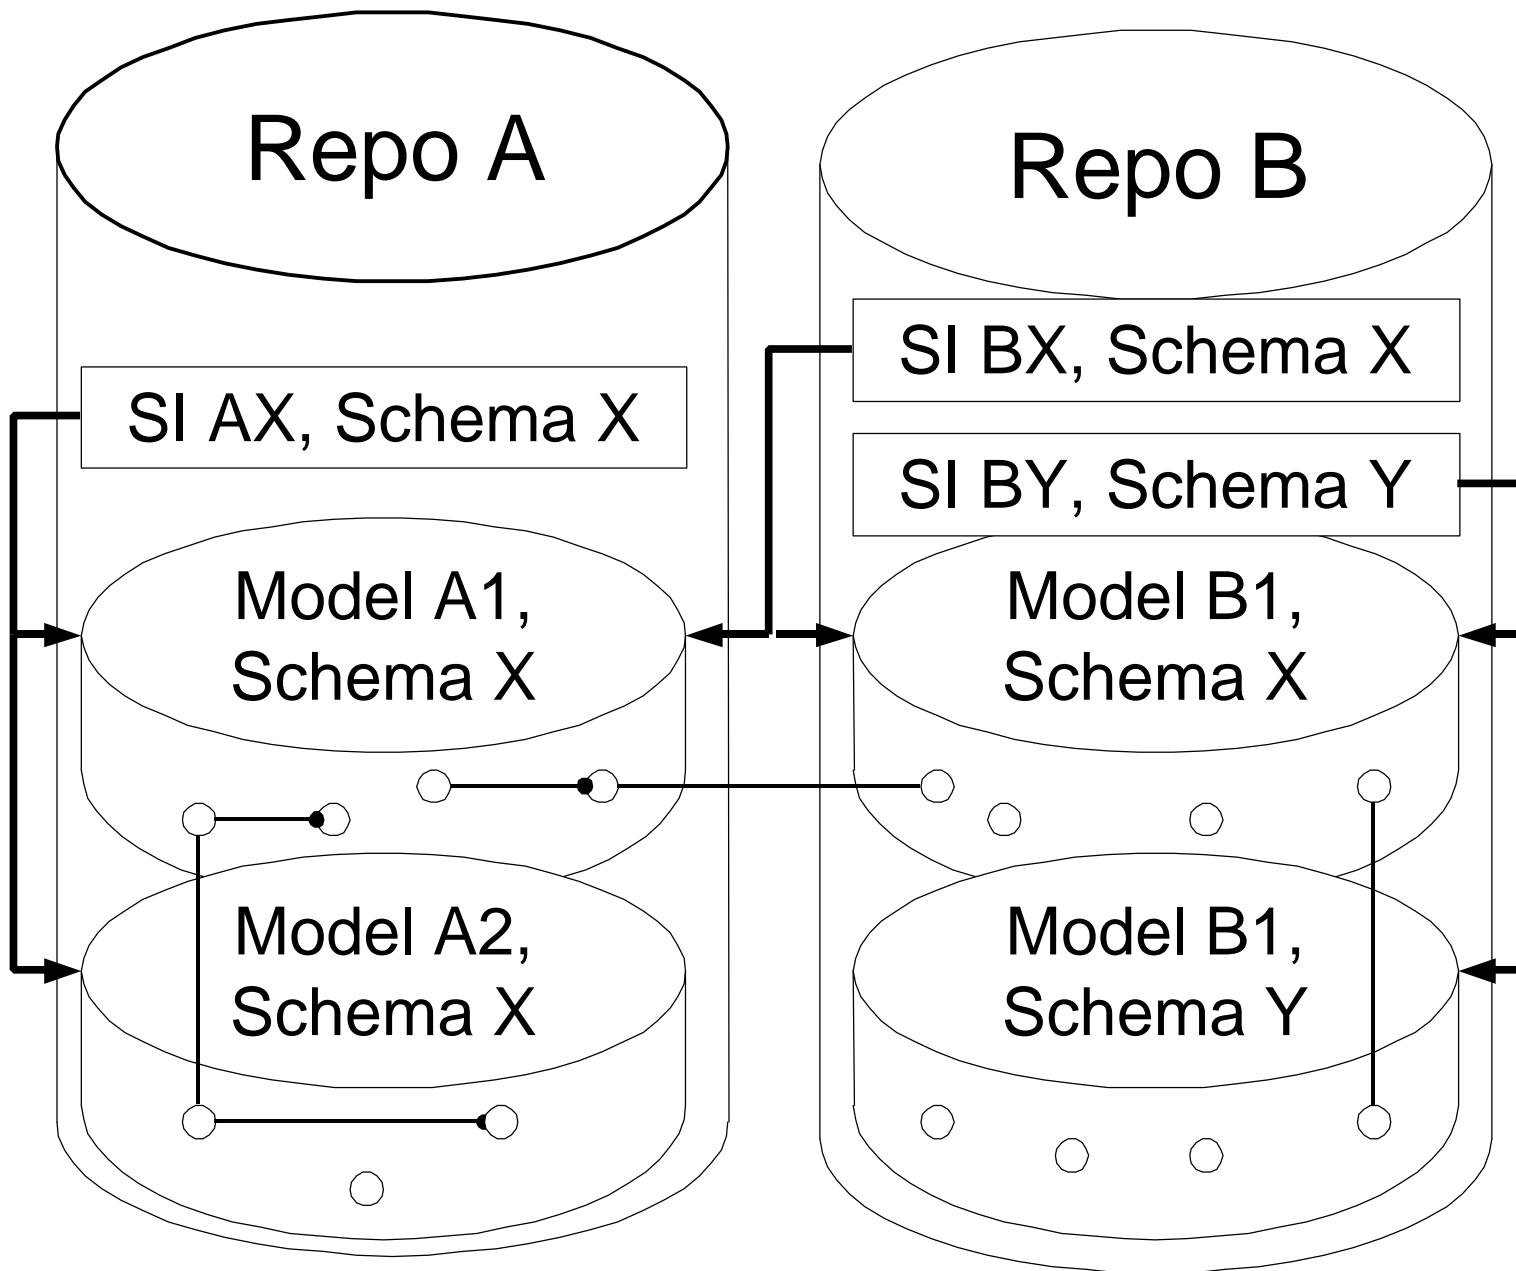 Repo A
SI AX, Schema X
Model A1,
Schema X
Model A2,
Schema X
Repo B
SI BX, Schema X
SI BY, Schema Y
Model B1,
Schema X
Model B1,
Schema Y